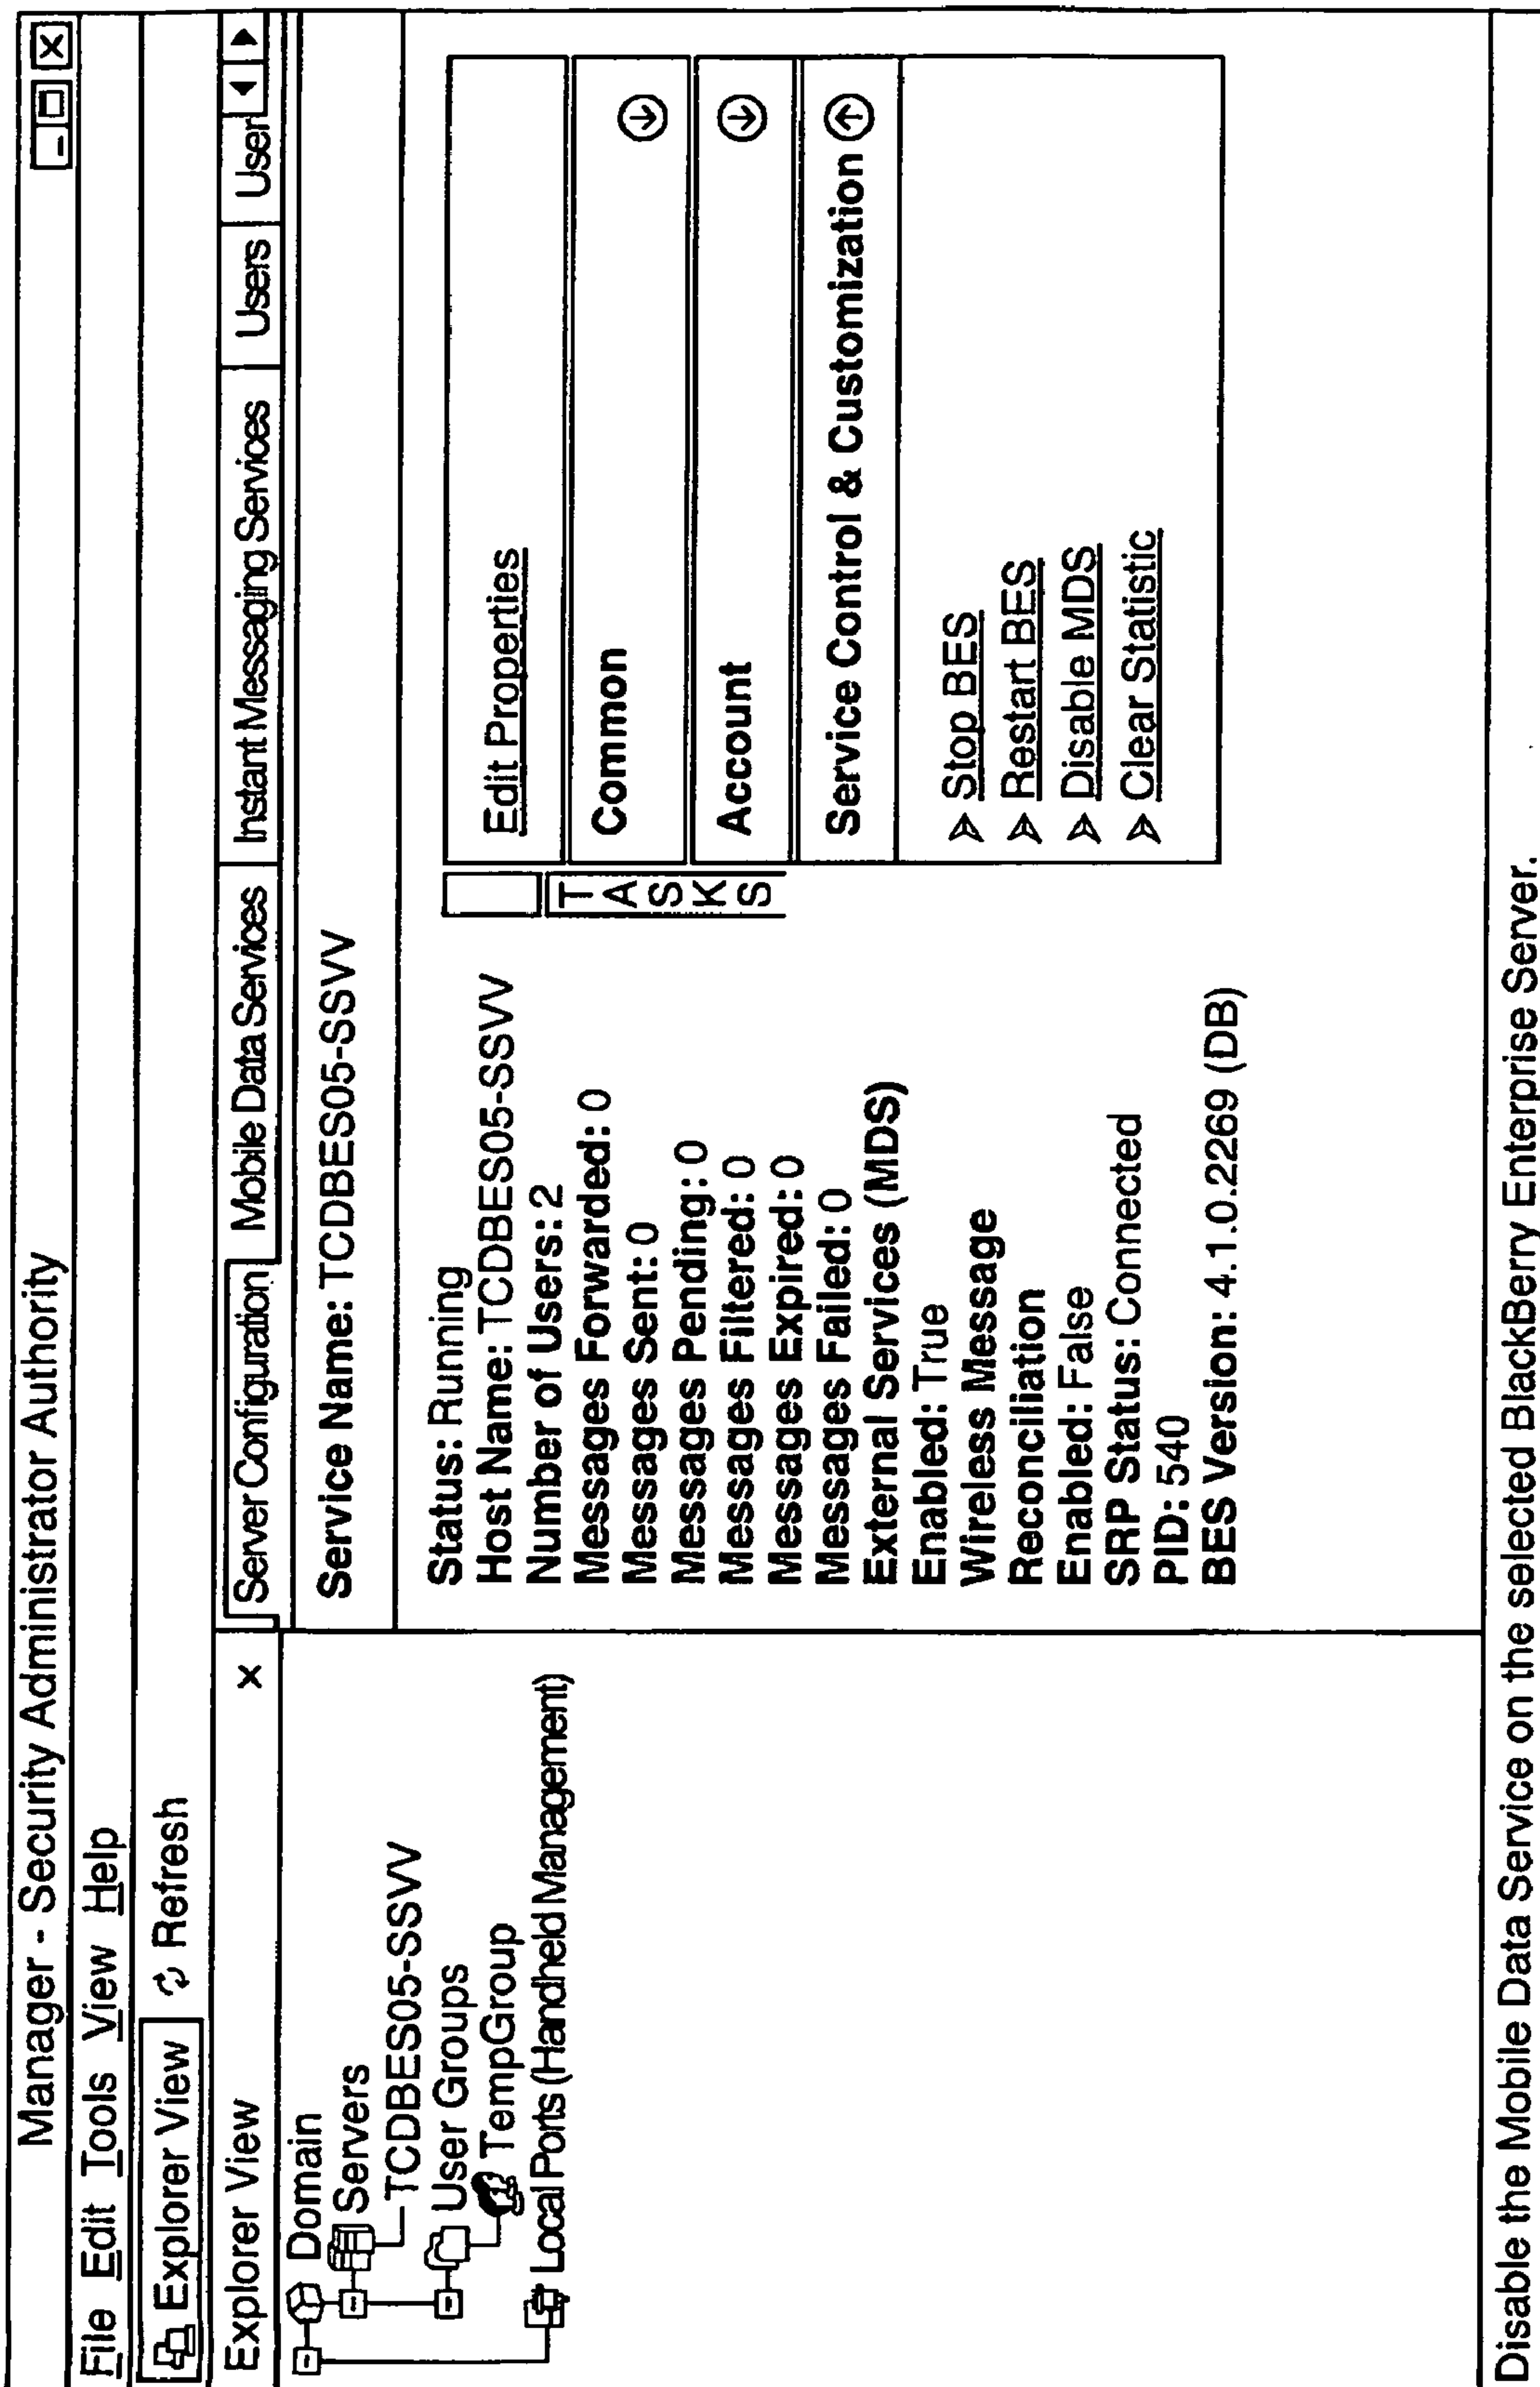 Manager - Security Administrator Authority
File Edit Tools View Help
Explorer View Refresh
Explorer View x
Domain
Servers
TCDBES05-SSVV
User Groups
TempGroup
Local Ports (Handheld Management)
Server Configuration Mobile Data Services Instant Messaging Services Users User
Service Name: TCDBES05-SSVV
Status: Running
Host Name: TCDBES05-SSVV
Number of Users: 2
Messages Forwarded: 0
Messages Sent: 0
Messages Pending: 0
Messages Filtered: 0
Messages Expired: 0
Messages Failed: 0
External Services (MDS)
Enabled: True
Wireless Message
Reconciliation
Enabled: False
SRP Status: Connected
PID: 540
BES Version: 4.1.0.2269 (DB)
TASKS
Edit Properties
Common
Account
Service Control & Customization
Stop BES
Restart BES
Disable MDS
Clear Statistic
Disable the Mobile Data Service on the selected BlackBerry Enterprise Server.